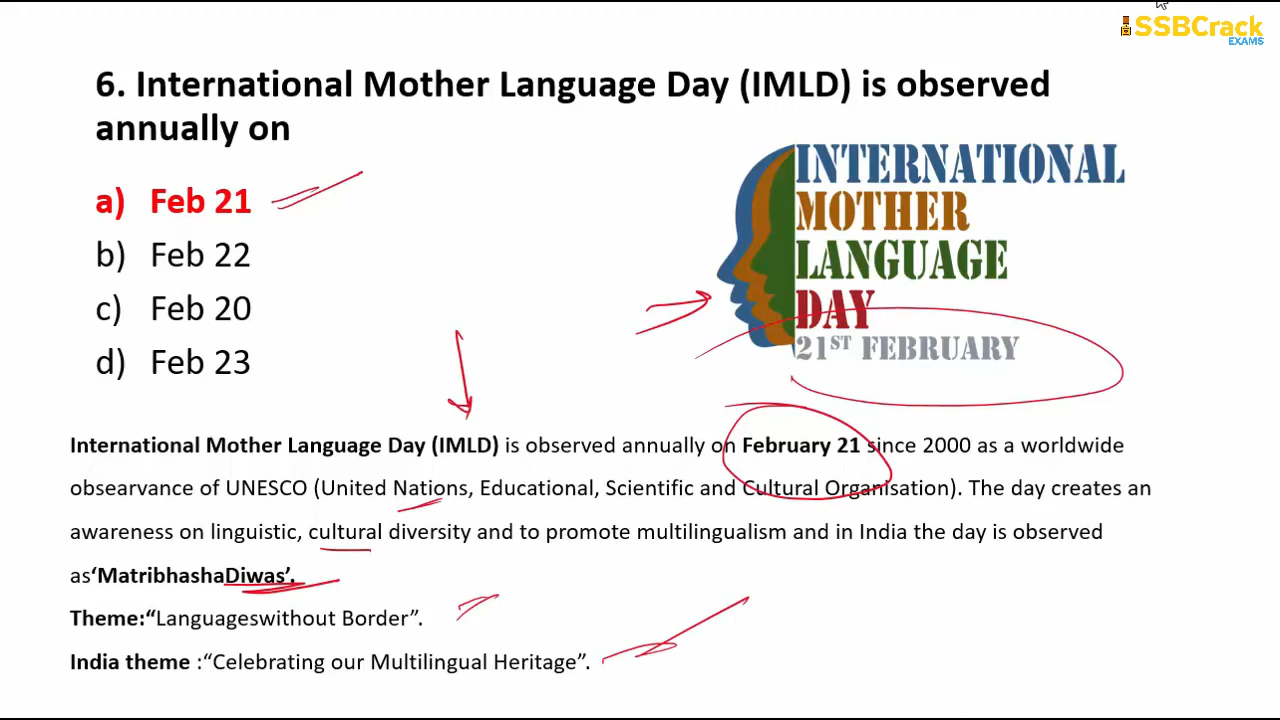 SSBCrack
EXAMS
6. International Mother Language Day (IMLD) is observed
annually on
a) Feb 21
b) Feb 22
c) Feb 20
d) Feb 23
INTERNATIONAL
MOTHER
LANGUAGE
DAY
21ST FEBRUARY
International Mother Language Day (IMLD) is observed annually on February 21 since 2000 as a worldwide
obsearvance of UNESCO (United Nations, Educational, Scientific and Cultural Organisation). The day creates an
awareness on linguistic, cultural diversity and to promote multilingualism and in India the day is observed
as‘MatribhashaDiwas’.
Theme:“Languageswithout Border”.
India theme :“Celebrating our Multilingual Heritage”.